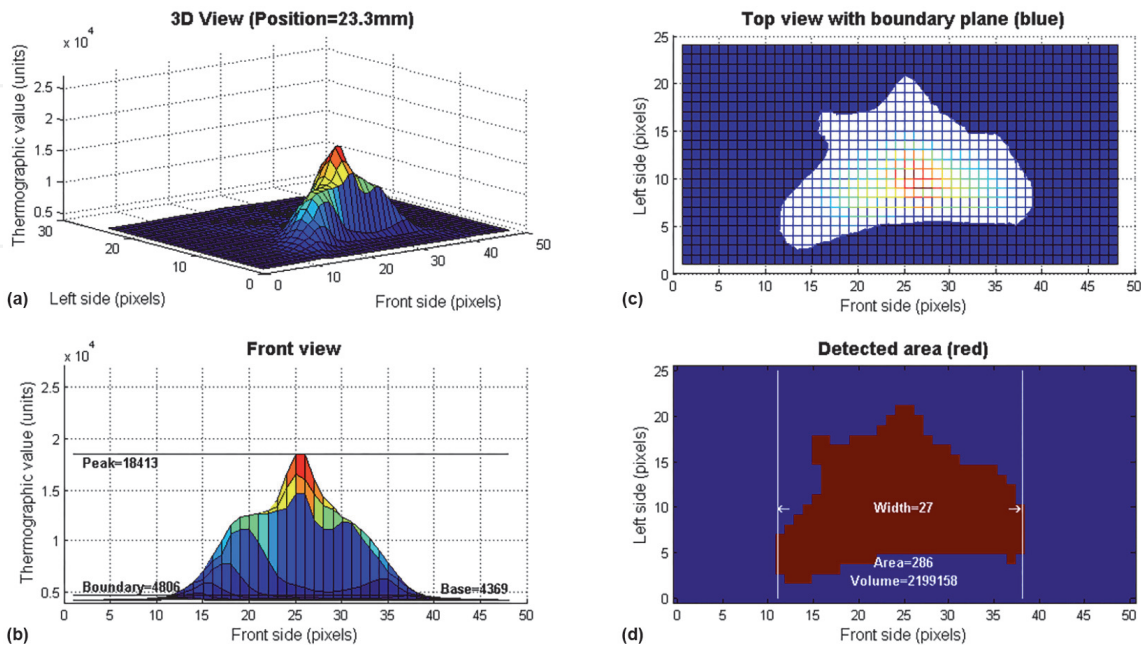 3D View (Position=23.3mm)
x 10^4
Thermographic value (units)
2.5
2
1.5
1
0.5
30
20
10
0
0
10
20
30
40
50
Left side (pixels)
Front side (pixels)
(a)
Top view with boundary plane (blue)
Left side (pixels)
25
20
15
10
5
0
0 5 10 15 20 25 30 35 40 45 50
Front side (pixels)
(c)
Front view
x 10^4
Thermographic value (units)
2.5
2
1.5
1
0.5
Peak=18413
Boundary=4806
Base=4369
0 5 10 15 20 25 30 35 40 45 50
Front side (pixels)
(b)
Detected area (red)
Left side (pixels)
25
20
15
10
5
0
Width=27
Area=286
Volume=2199158
0 5 10 15 20 25 30 35 40 45 50
Front side (pixels)
(d)